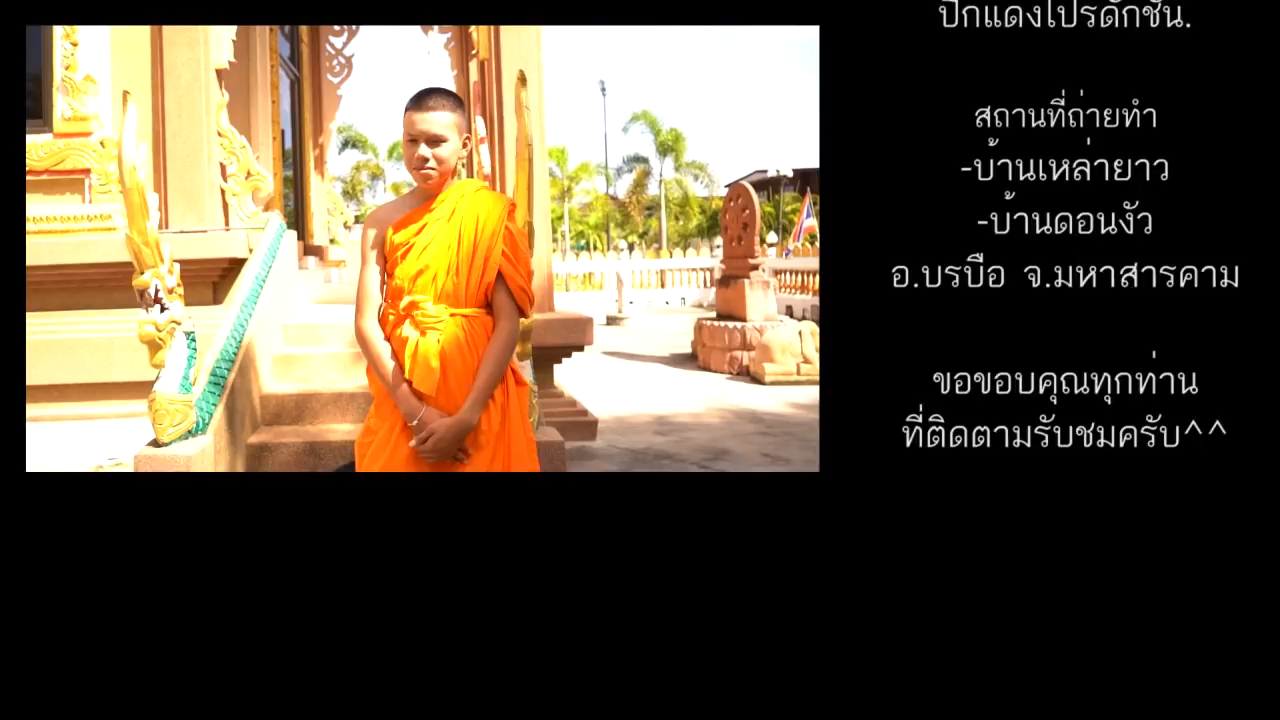 ปีกแดงโปรดักชั่น.
สถานที่ถ่ายทำ
-บ้านเหล่ายาว
-บ้านดอนงัว
อ.บรบือ จ.มหาสารคาม
ขอขอบคุณทุกท่าน
ที่ติดตามรับชมครับ^^